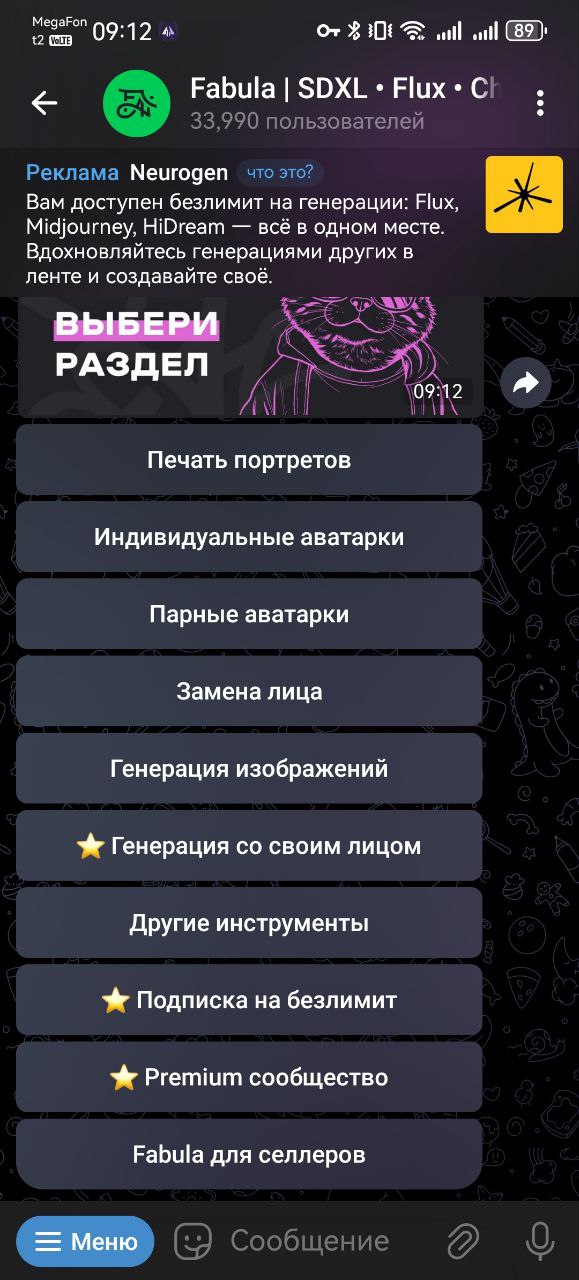 MegaFon
t2 VoLTE
09:12
89
Fabula | SDXL • Flux • Ch
33,990 пользователей
Реклама Neurogen что это?
Вам доступен безлимит на генерации: Flux,
Midjourney, HiDream — всё в одном месте.
Вдохновляйтесь генерациями других в
ленте и создавайте своё.
ВЫБЕРИ
РАЗДЕЛ
09:12
Печать портретов
Индивидуальные аватарки
Парные аватарки
Замена лица
Генерация изображений
⭐ Генерация со своим лицом
Другие инструменты
⭐ Подписка на безлимит
⭐ Premium сообщество
Fabula для селлеров
Меню
Сообщение